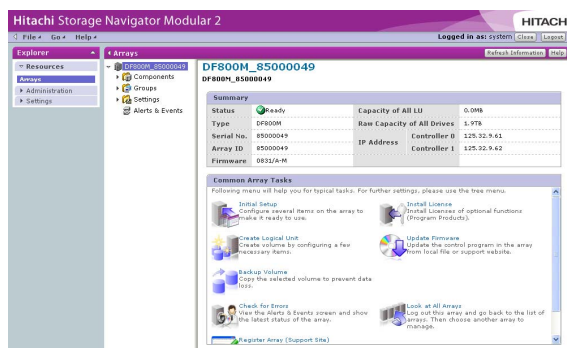 Hitachi Storage Navigator Modular 2
HITACH
File Go Help
Logged in as: system Close Logout
Explorer
Arrays
Refresh Information Help
Resources
Arrays
Administration
Settings
DF800M_85000049
Components
Groups
Settings
Alerts & Events
DF800M_85000049
DF800M_85000049
Summary
Status Ready Capacity of All LU 0.0MB
Type DF800M Raw Capacity of All Drives 1.9TB
Serial No. 85000049 IP Address Controller 0 125.32.9.61
Array ID 85000049 Controller 1 125.32.9.62
Firmware 0831/A-M
Common Array Tasks
Following menu will help you for typical tasks. For further settings, please use the tree menu.
Initial Setup
Configure several items on the array to
make it ready to use.
Install License
Install Licenses of optional functions
(Program Products).
Create Logical Unit
Create volume by configuring a few
necessary items.
Update Firmware
Update the control program in the array
from local file or support website.
Backup Volume
Copy the selected volume to prevent data
loss.
Check for Errors
View the Alerts & Events screen and show
the latest status of the array.
Look at All Arrays
Log out this array and go back to the list of
arrays. Then choose another array to
manage.
Register Array (Support Site)